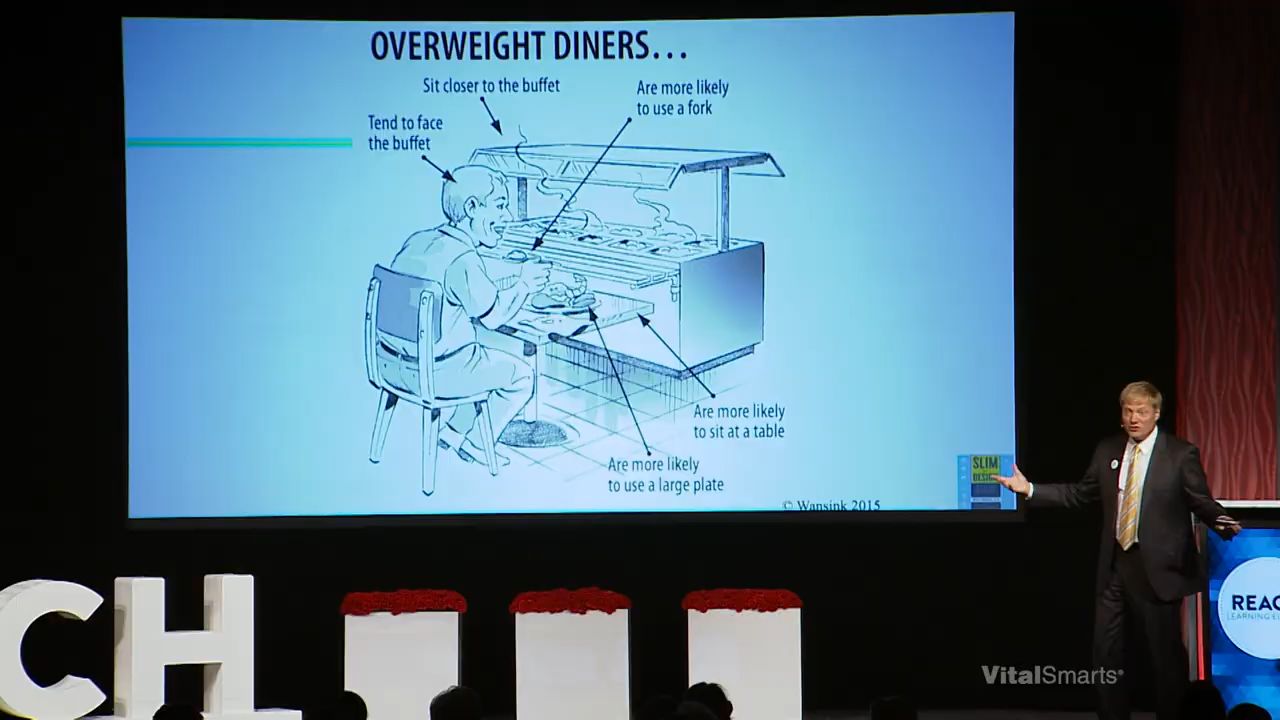 OVERWEIGHT DINERS...
Sit closer to the buffet
Are more likely
to use a fork
Tend to face
the buffet
Are more likely
to sit at a table
Are more likely
to use a large plate
SLIM
DESIGN
© Wansink 2015
CH
REAC
LEARNING E
VitalSmarts